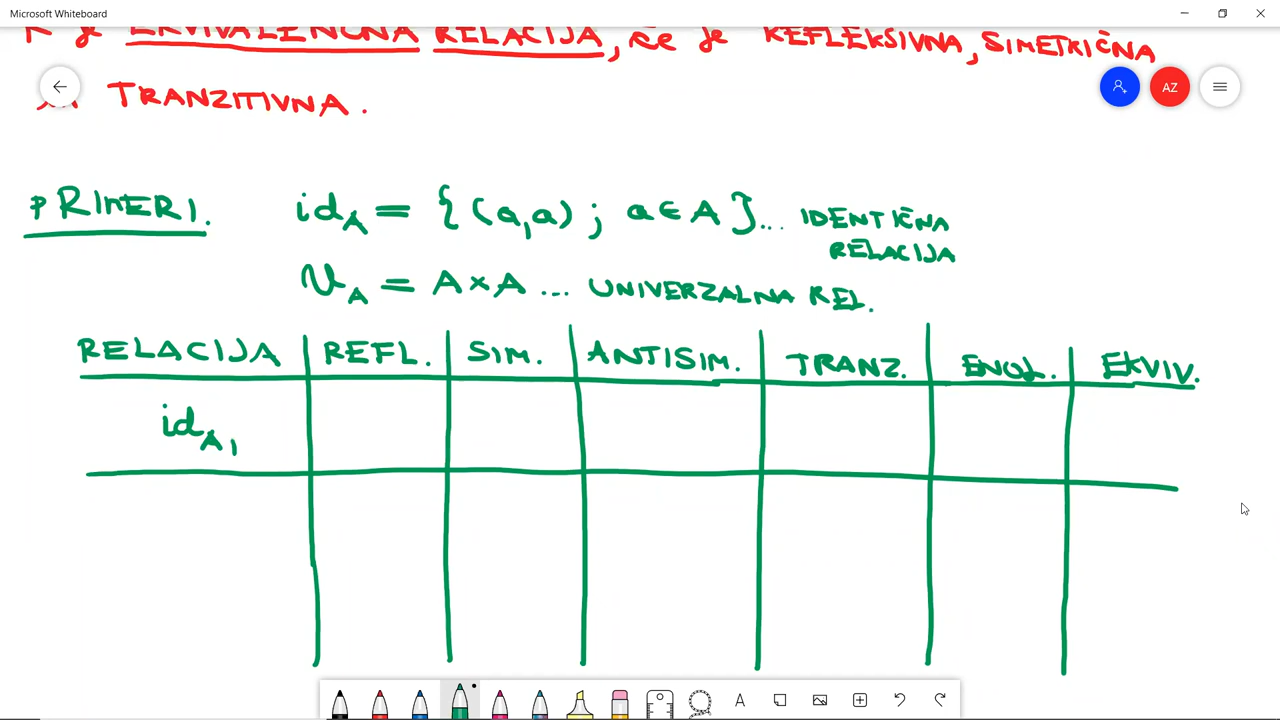 Microsoft Whiteboard
R je EKVIVALENČNA RELACIJA, če je REFLEKSIVNA, SIMETRIČNA
TRANZITIVNA.
AZ
PRIMERI. id_A = {(a,a); a∈A}... IDENTIČNA
RELACIJA
U_A = A×A ... UNIVERZALNA REL.
RELACIJA REFL. SIM. ANTISIM. TRANZ. ENOL. EKVIV.
id_A,
A